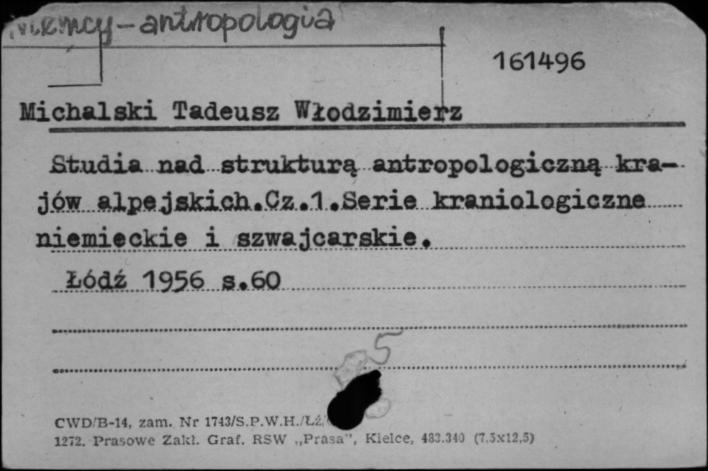 Niemcy - antropologia
161496
Michalski Tadeusz Włodzimierz
Studia nad strukturą antropologiczną kra-
jów alpejskich.Cz.1.Serie kraniologiczne
niemieckie i szwajcarskie.
Łódź 1956 s.60
5
CWD/B-14, zam. Nr 1743/S.P.W.H./Łź
1272. Prasowe Zakł. Graf. RSW „Prasa", Kielce, 483.340 (7,5x12,5)